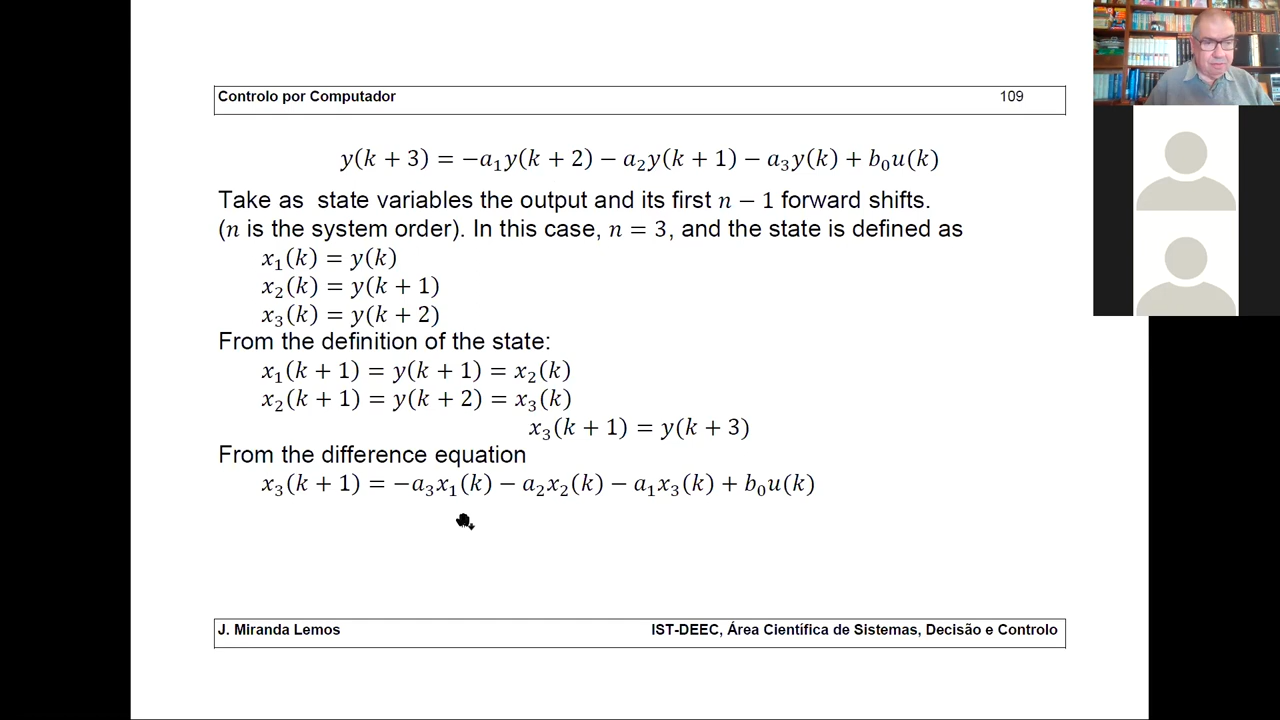 Controlo por Computador 109
y(k + 3) = −a₁y(k + 2) − a₂y(k + 1) − a₃y(k) + b₀u(k)
Take as state variables the output and its first n − 1 forward shifts.
(n is the system order). In this case, n = 3, and the state is defined as
x₁(k) = y(k)
x₂(k) = y(k + 1)
x₃(k) = y(k + 2)
From the definition of the state:
x₁(k + 1) = y(k + 1) = x₂(k)
x₂(k + 1) = y(k + 2) = x₃(k)
x₃(k + 1) = y(k + 3)
From the difference equation
x₃(k + 1) = −a₃x₁(k) − a₂x₂(k) − a₁x₃(k) + b₀u(k)
J. Miranda Lemos IST-DEEC, Área Científica de Sistemas, Decisão e Controlo